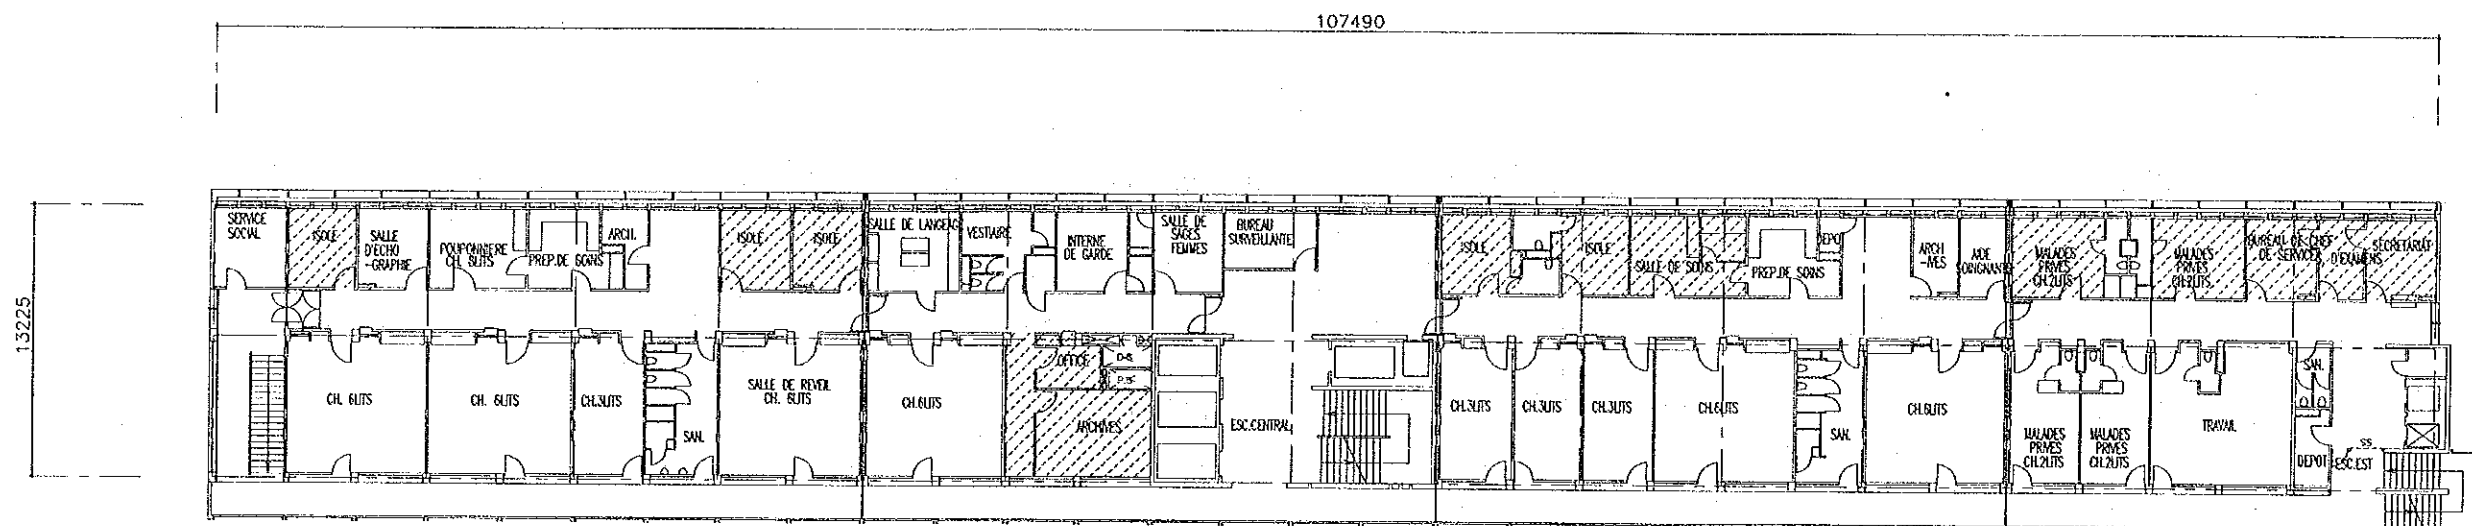 107490
13225
SERVICE
SOCIAL
ISOLE
SALLE
D'ECHO
-GRAPHIE
POUPONNIERE
CH. 8LITS
PREP.DE SOINS
ARCH.
ISOLE
ISOLE
SALLE DE LANGEAG
VESTIAIRE
INTERNE
DE GARDE
SALLE DE
SAGES
FEMMES
BUREAU
SURVEILLANTE
ISOLE
ISOLE
SALLE DE SOINS
PREP.DE SOINS
DEPO
ARCH
-IVES
AIDE
SOIGNANTE
MALADES
PRIVES
CH.2LITS
MALADES
PRIVES
CH.2LITS
BUREAU DE CHEF
DE SERVICE
D'EXAMENS
SECRETARIAT
CH. 6LITS
CH. 6LITS
CH.3LITS
SAN.
SALLE DE REVEIL
CH. 6LITS
CH.6LITS
OFFICE
D.S.
P.S.
ARCHIVES
ESC.CENTRAL
CH.3LITS
CH.3LITS
CH.3LITS
CH.6LITS
SAN.
CH.6LITS
MALADES
PRIVES
CH.2LITS
MALADES
PRIVES
CH.2LITS
TRAVAIL
SAN.
DEPOT
SS
ESC.EST